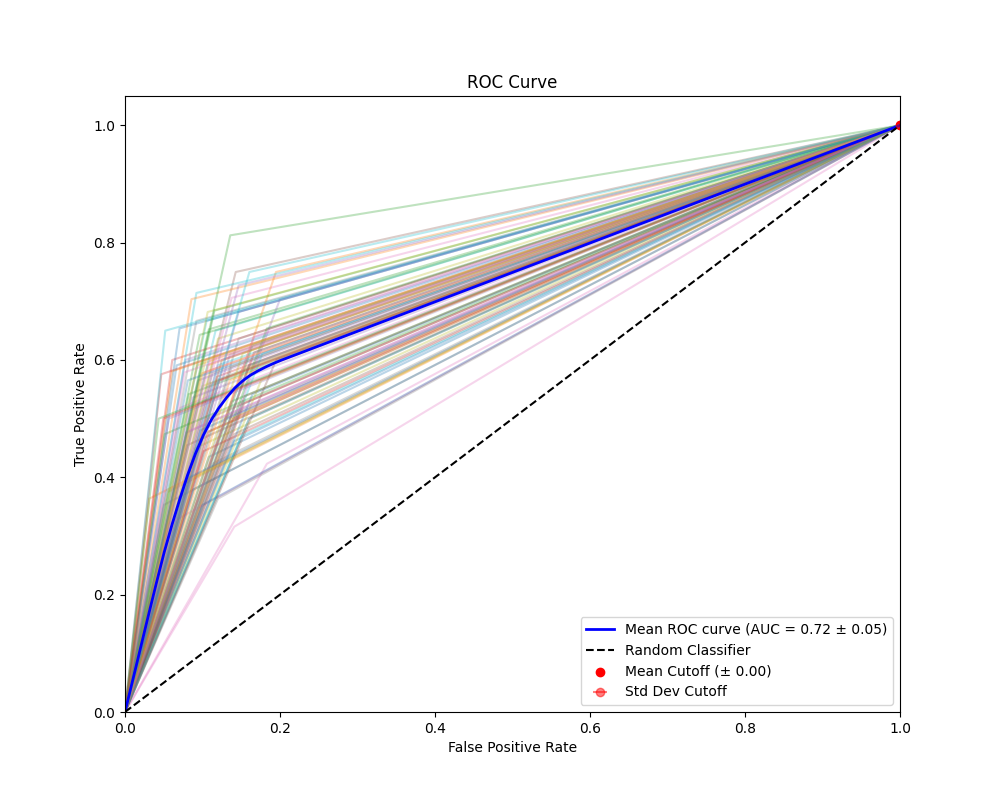 ROC Curve
True Positive Rate
1.0
0.8
0.6
0.4
0.2
0.0
0.0 0.2 0.4 0.6 0.8 1.0
False Positive Rate
Mean ROC curve (AUC = 0.72 ± 0.05)
Random Classifier
Mean Cutoff (± 0.00)
Std Dev Cutoff